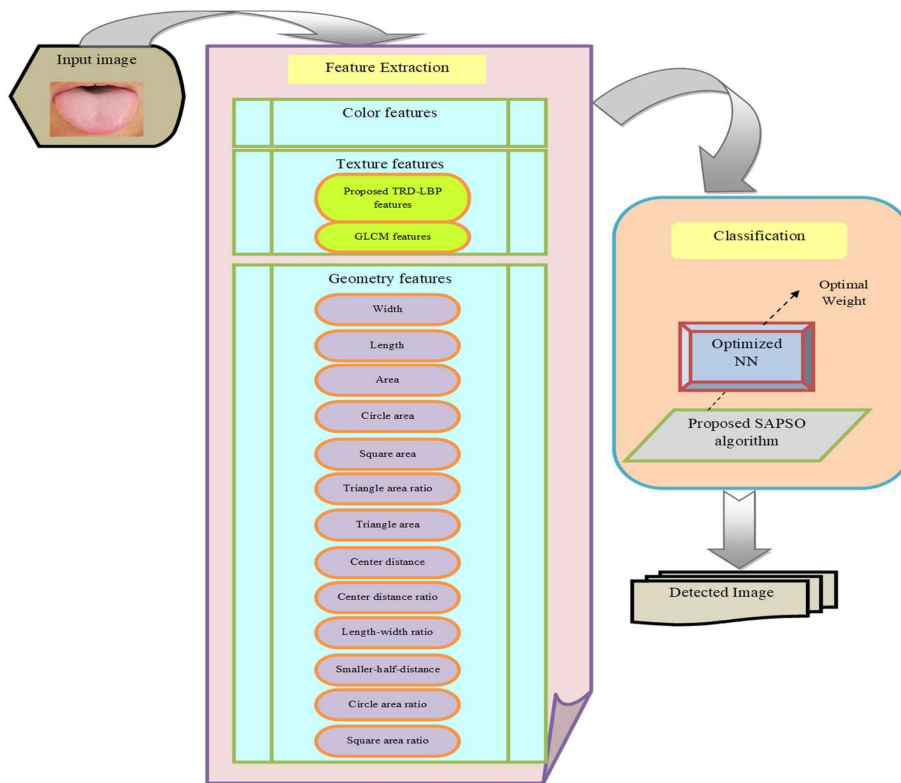 Input image
Feature Extraction
Color features
Texture features
Proposed TRD-LBP
features
GLCM features
Geometry features
Width
Length
Area
Circle area
Square area
Triangle area ratio
Triangle area
Center distance
Center distance ratio
Length-width ratio
Smaller-half-distance
Circle area ratio
Square area ratio
Classification
Optimal
Weight
Optimized
NN
Proposed SAPSO
algorithm
Detected Image